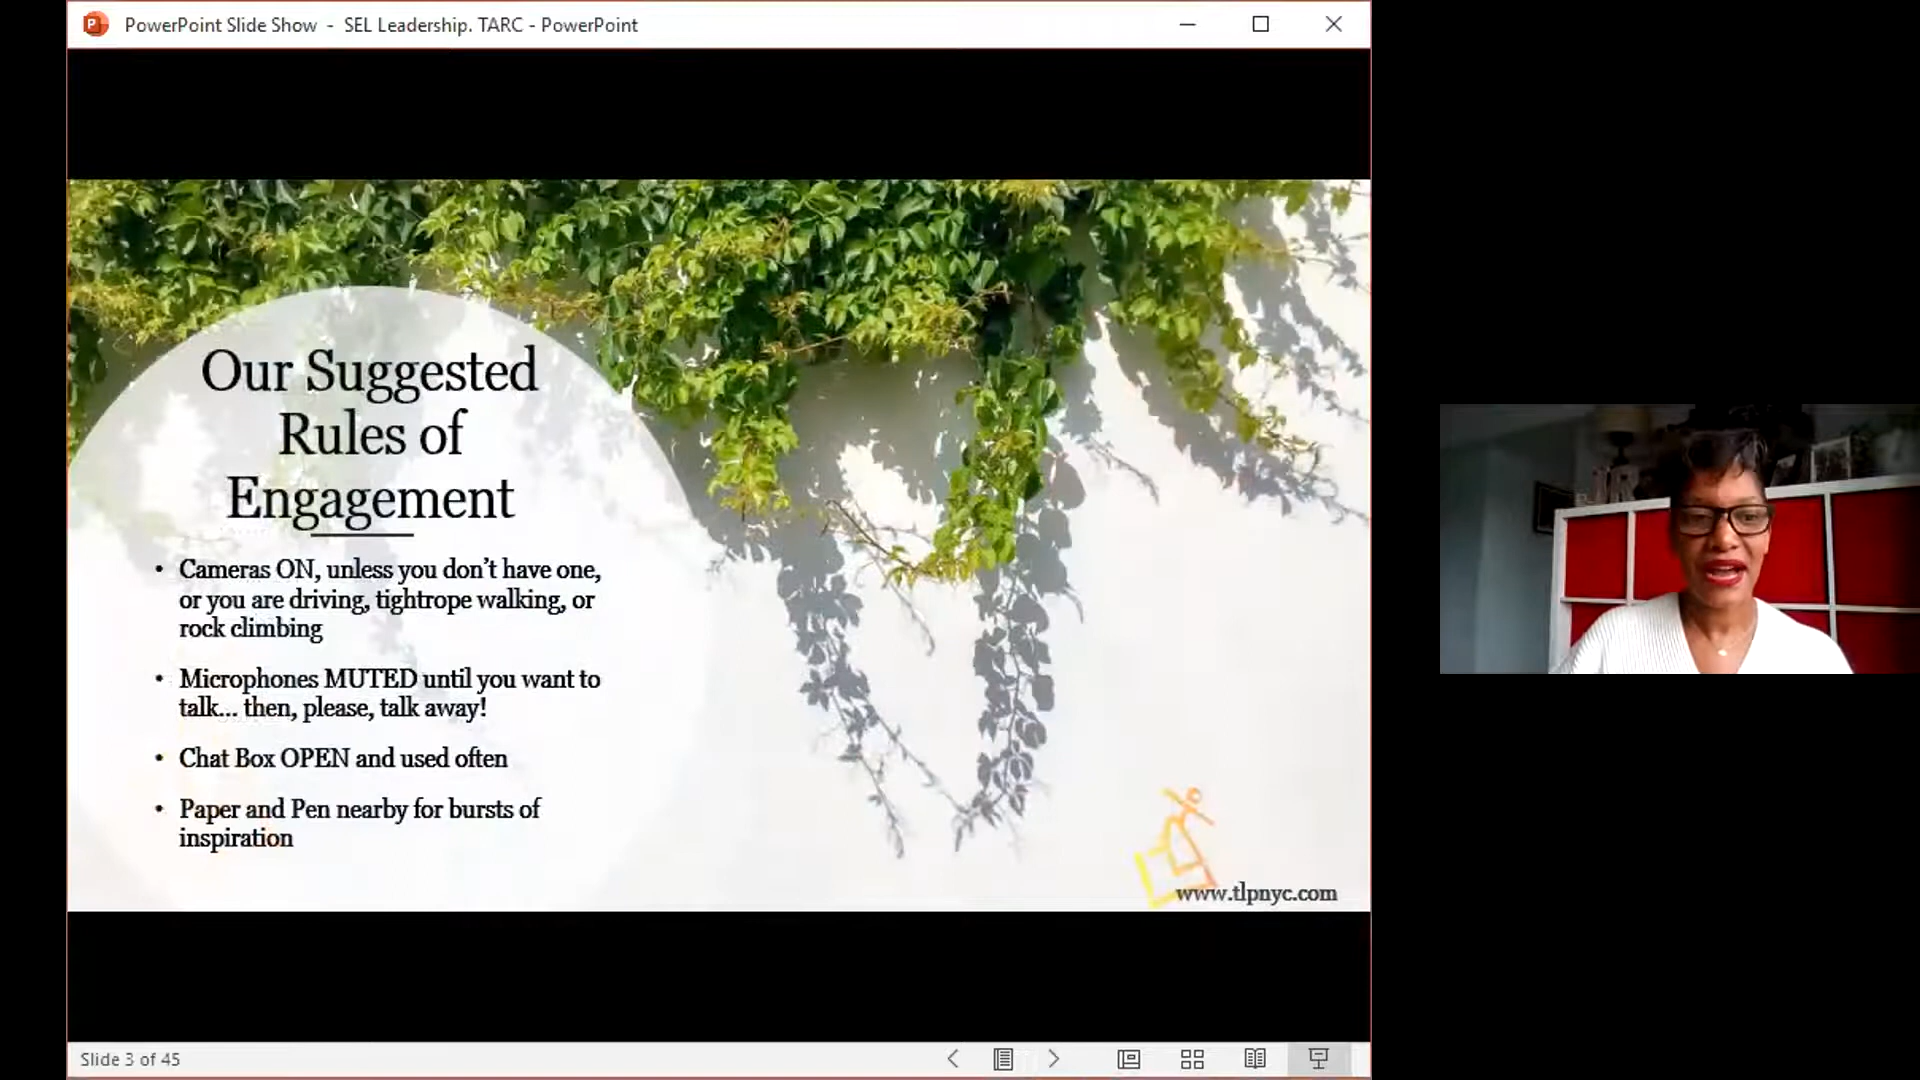 PowerPoint Slide Show - SEL Leadership. TARC - PowerPoint
Our Suggested
Rules of
Engagement
• Cameras ON, unless you don’t have one,
or you are driving, tightrope walking, or
rock climbing
• Microphones MUTED until you want to
talk... then, please, talk away!
• Chat Box OPEN and used often
• Paper and Pen nearby for bursts of
inspiration
www.tlpnyc.com
Slide 3 of 45